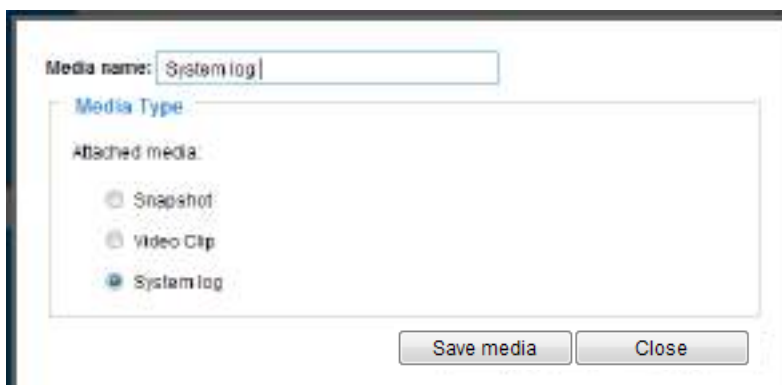 Media name: System log
Media Type
Attached media:
Snapshot
Video Clip
System log
Save media Close